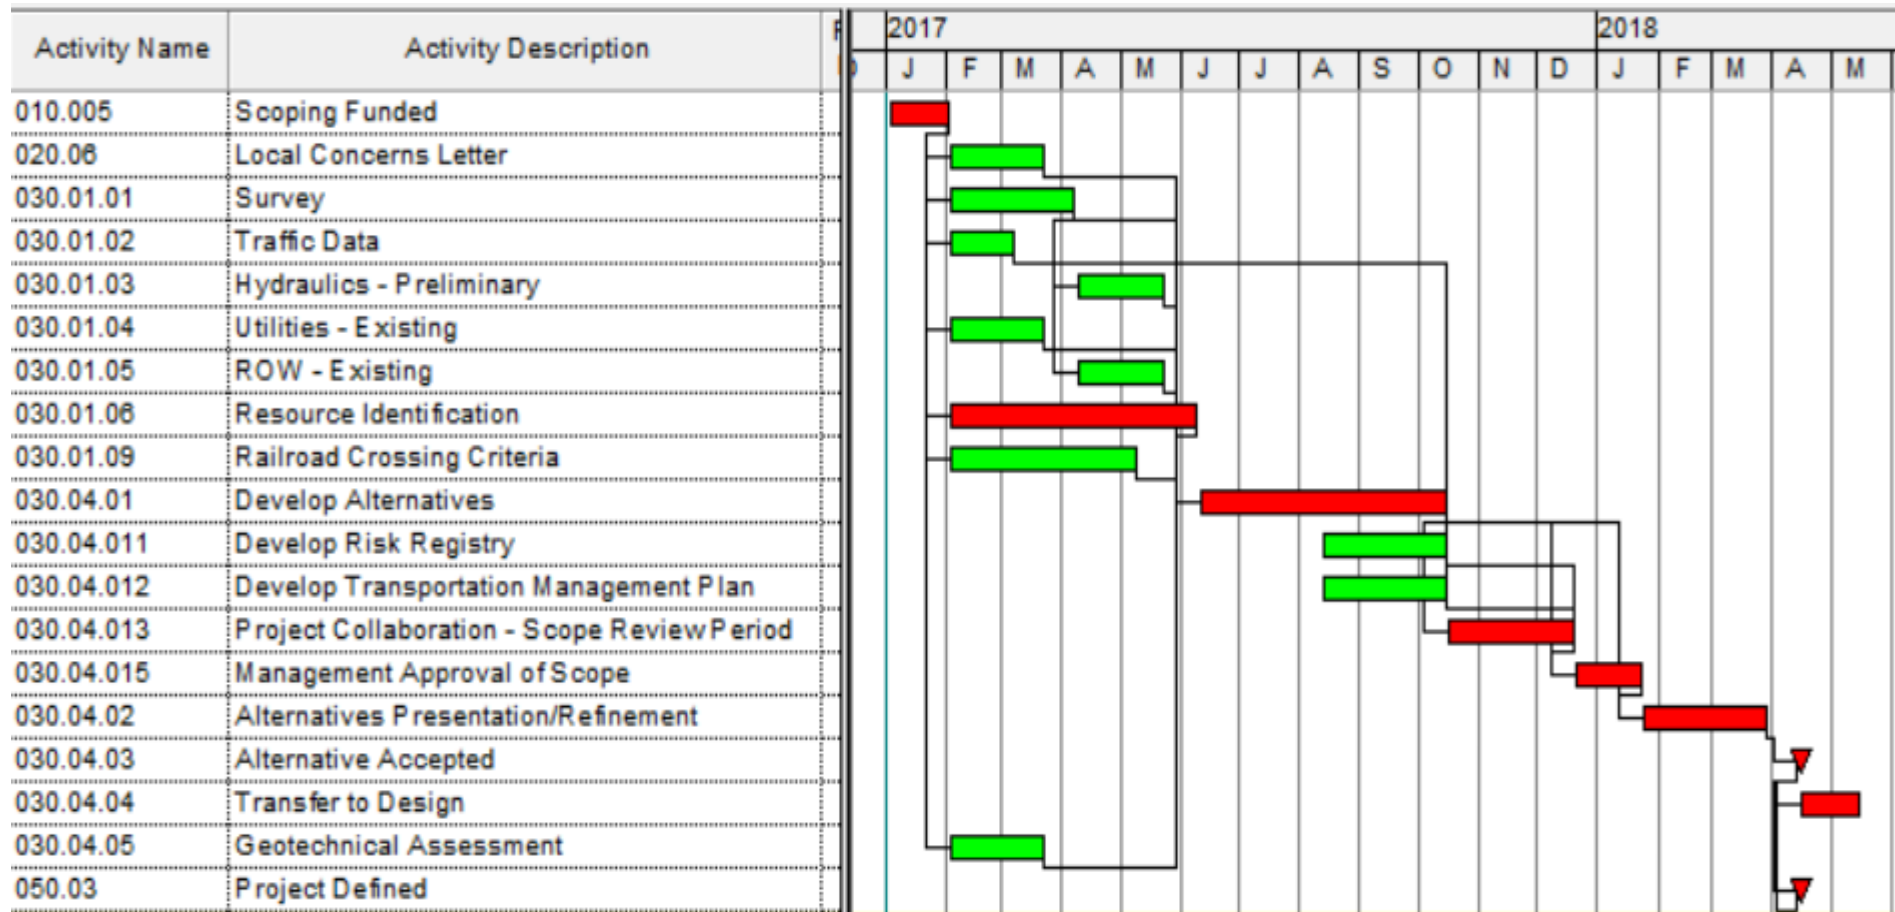 2017 2018
Activity Name Activity Description
J F M A M J J A S O N D J F M A M
010.005 Scoping Funded
020.06 Local Concerns Letter
030.01.01 Survey
030.01.02 Traffic Data
030.01.03 Hydraulics - Preliminary
030.01.04 Utilities - Existing
030.01.05 ROW - Existing
030.01.06 Resource Identification
030.01.09 Railroad Crossing Criteria
030.04.01 Develop Alternatives
030.04.011 Develop Risk Registry
030.04.012 Develop Transportation Management Plan
030.04.013 Project Collaboration - Scope Review Period
030.04.015 Management Approval of Scope
030.04.02 Alternatives Presentation/Refinement
030.04.03 Alternative Accepted
030.04.04 Transfer to Design
030.04.05 Geotechnical Assessment
050.03 Project Defined